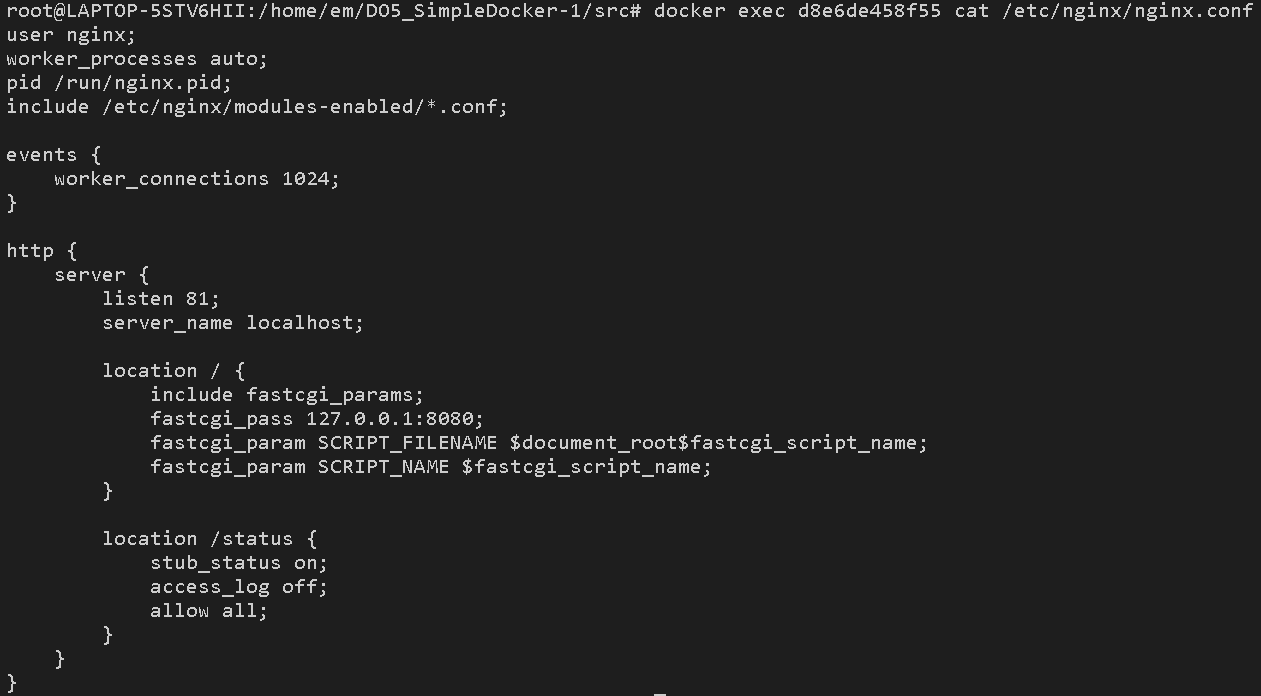 root@LAPTOP-5STV6HII:/home/em/DO5_SimpleDocker-1/src# docker exec d8e6de458f55 cat /etc/nginx/nginx.conf
user nginx;
worker_processes auto;
pid /run/nginx.pid;
include /etc/nginx/modules-enabled/*.conf;

events {
    worker_connections 1024;
}

http {
    server {
        listen 81;
        server_name localhost;

        location / {
            include fastcgi_params;
            fastcgi_pass 127.0.0.1:8080;
            fastcgi_param SCRIPT_FILENAME $document_root$fastcgi_script_name;
            fastcgi_param SCRIPT_NAME $fastcgi_script_name;
        }

        location /status {
            stub_status on;
            access_log off;
            allow all;
        }
    }
}